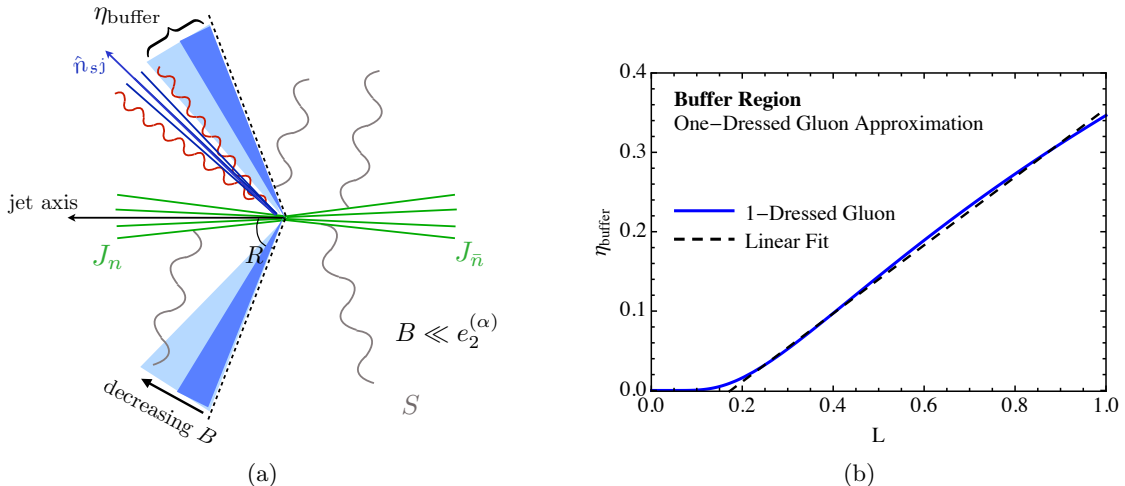 η_buffer
n̂_sj
jet axis
J_n
R
J_n̄
B ≪ e_2^(α)
decreasing B
S
(a)
0.4
0.3
0.2
0.1
0.0
η_buffer
Buffer Region
One-Dressed Gluon Approximation
1-Dressed Gluon
Linear Fit
0.0 0.2 0.4 0.6 0.8 1.0
L
(b)